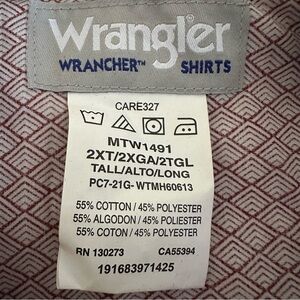 Wrangler®
WRANCHER™ SHIRTS
CARE327
MTW1491
2XT/2XGA/2TGL
TALL/ALTO/LONG
PC7-21G-WTMH60613
55% COTTON / 45% POLYESTER
55% ALGODON / 45% POLIESTER
55% COTON / 45% POLYESTER
RN 130273 CA55394
191683971425